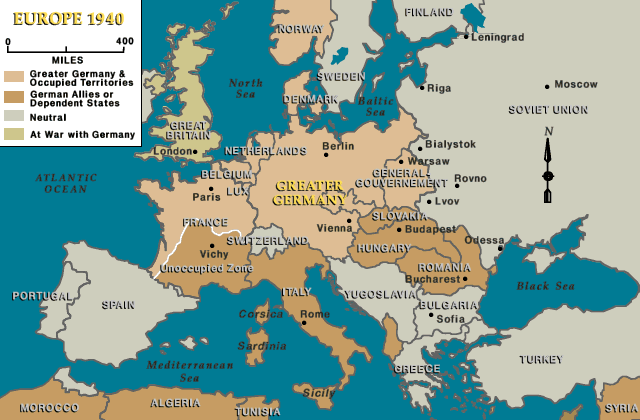 EUROPE 1940
0 400
MILES
Greater Germany &
Occupied Territories
German Allies or
Dependent States
Neutral
At War with Germany
NORWAY
FINLAND
Leningrad
SWEDEN
North
Sea
DENMARK
Baltic
Sea
Riga
Moscow
SOVIET UNION
GREAT
BRITAIN
London
NETHERLANDS
Berlin
Bialystok
Warsaw
N
ATLANTIC
OCEAN
BELGIUM
LUX
Paris
GREATER
GERMANY
GENERAL-
GOUVERNEMENT
Rovno
Lvov
FRANCE
Vienna
SLOVAKIA
Budapest
Vichy
SWITZERLAND
HUNGARY
Odessa
Unoccupied Zone
ROMANIA
Bucharest
Black Sea
PORTUGAL
SPAIN
ITALY
YUGOSLAVIA
BULGARIA
Sofia
Corsica
Rome
Sardinia
Mediterranean
Sea
GREECE
TURKEY
Sicily
MOROCCO
ALGERIA
TUNISIA
SYRIA